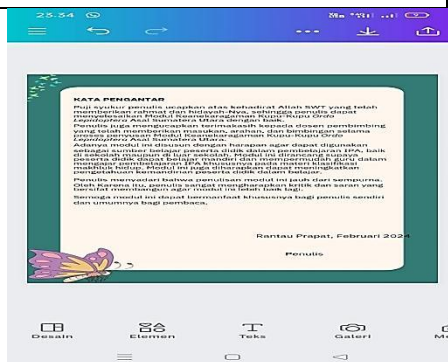 23.34
KATA PENGANTAR
Puji syukur penulis ucapkan atas kehadirat Allah SWT yang telah
memberikan rahmat dan hidayah-Nya, sehingga penulis dapat
menyelesaikan Modul Keanekaragaman Kupu-Kupu Ordo
Lepidoptera Asal Sumatera Utara dengan baik.
Penulis juga mengucapkan terimakasih kepada dosen pembimbing
yang telah memberikan masukan, arahan, dan bimbingan selama
proses penyusunan Modul Keanekaragaman Kupu-Kupu Ordo
Lepidoptera Asal Sumatera Utara.
Adanya modul ini disusun dengan harapan agar dapat digunakan
sebagai sumber belajar peserta didik dalam pembelajaran IPA, baik
di sekolah maupun di luar sekolah. Modul ini dirancang supaya
peserta didik dapat belajar mandiri dan mempermudah guru dalam
mengajar pembelajaran IPA khususnya pada materi klasifikasi
makhluk hidup. Modul ini juga diharapkan dapat meningkatkan
pengetahuan kemandirian peserta didik dalam belajar.
Penulis menyadari bahwa penulisan modul ini jauh dari sempurna.
Oleh Karena itu, penulis sangat mengharapkan kritik dan saran yang
bersifat membangun agar modul ini lebih baik lagi.
Semoga modul ini dapat bermanfaat khususnya bagi penulis sendiri
dan umumnya bagi pembaca.
Rantau Prapat, Februari 2024
Penulis
Desain Elemen Teks Galeri